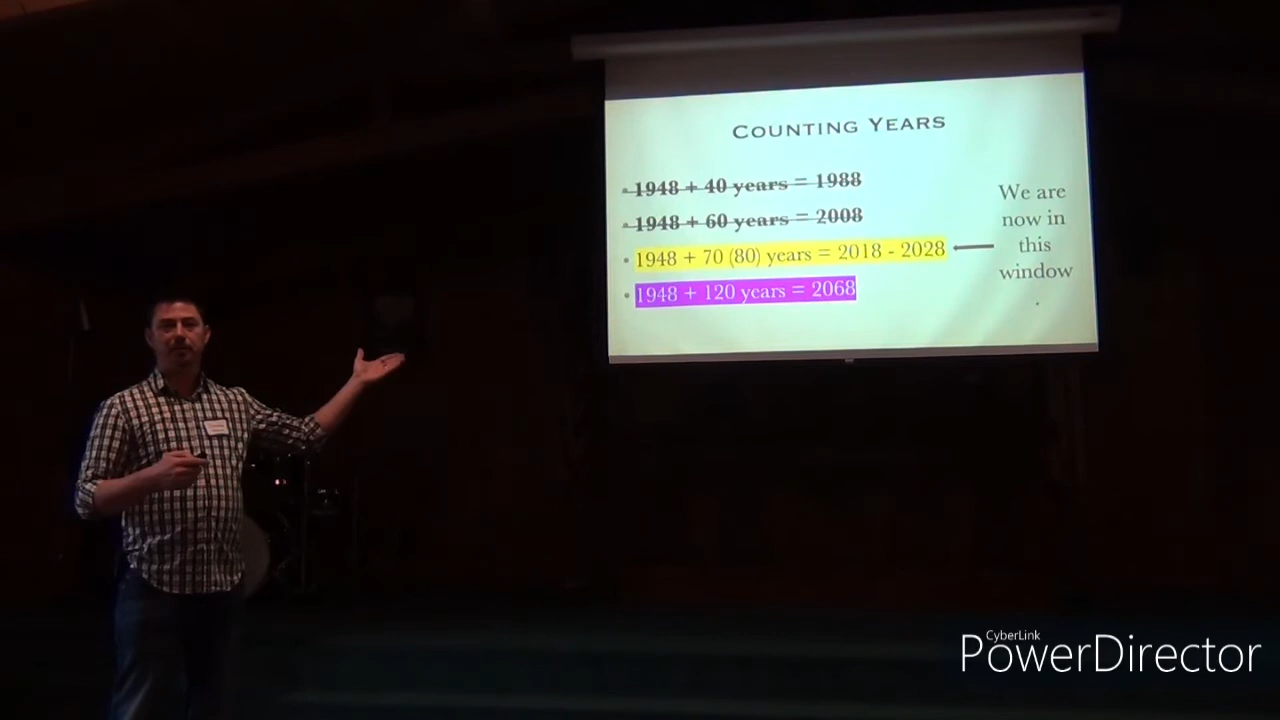 COUNTING YEARS
• 1948 + 40 years = 1988
• 1948 + 60 years = 2008
• 1948 + 70 (80) years = 2018 - 2028
• 1948 + 120 years = 2068
We are
now in
this
window
.
CyberLink
PowerDirector